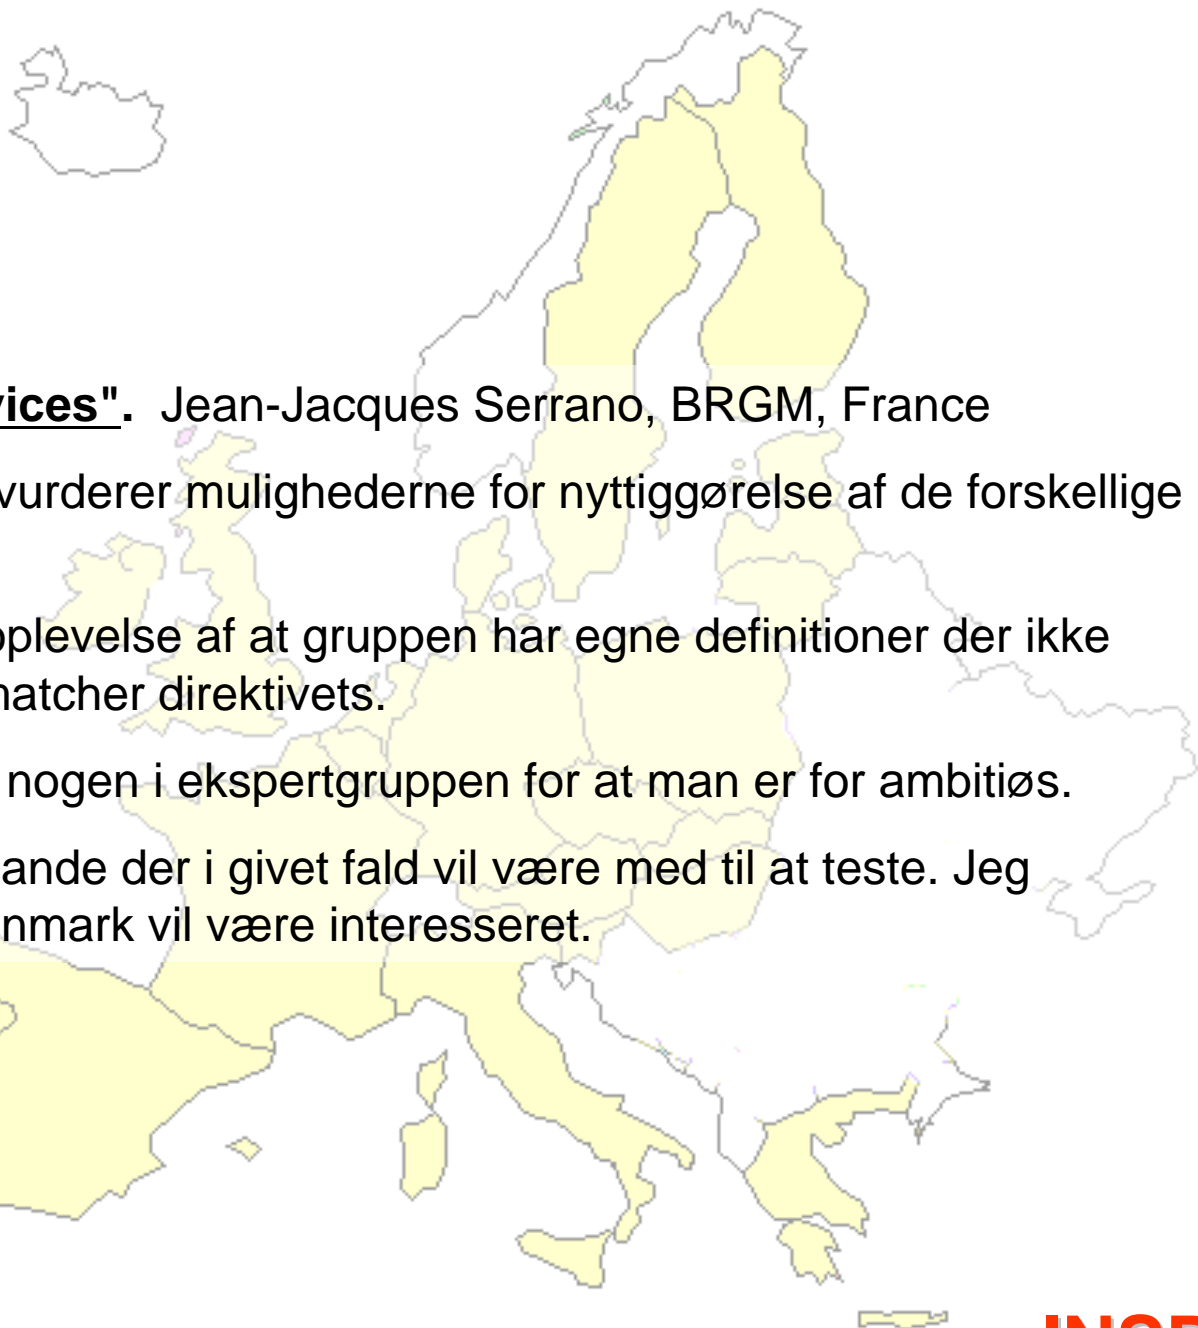 vices". Jean-Jacques Serrano, BRGM, France
vurderer mulighederne for nyttiggørelse af de forskellige
plevelse af at gruppen har egne definitioner der ikke
matcher direktivets.
nogen i ekspertgruppen for at man er for ambitiøs.
ande der i givet fald vil være med til at teste. Jeg
nmark vil være interesseret.